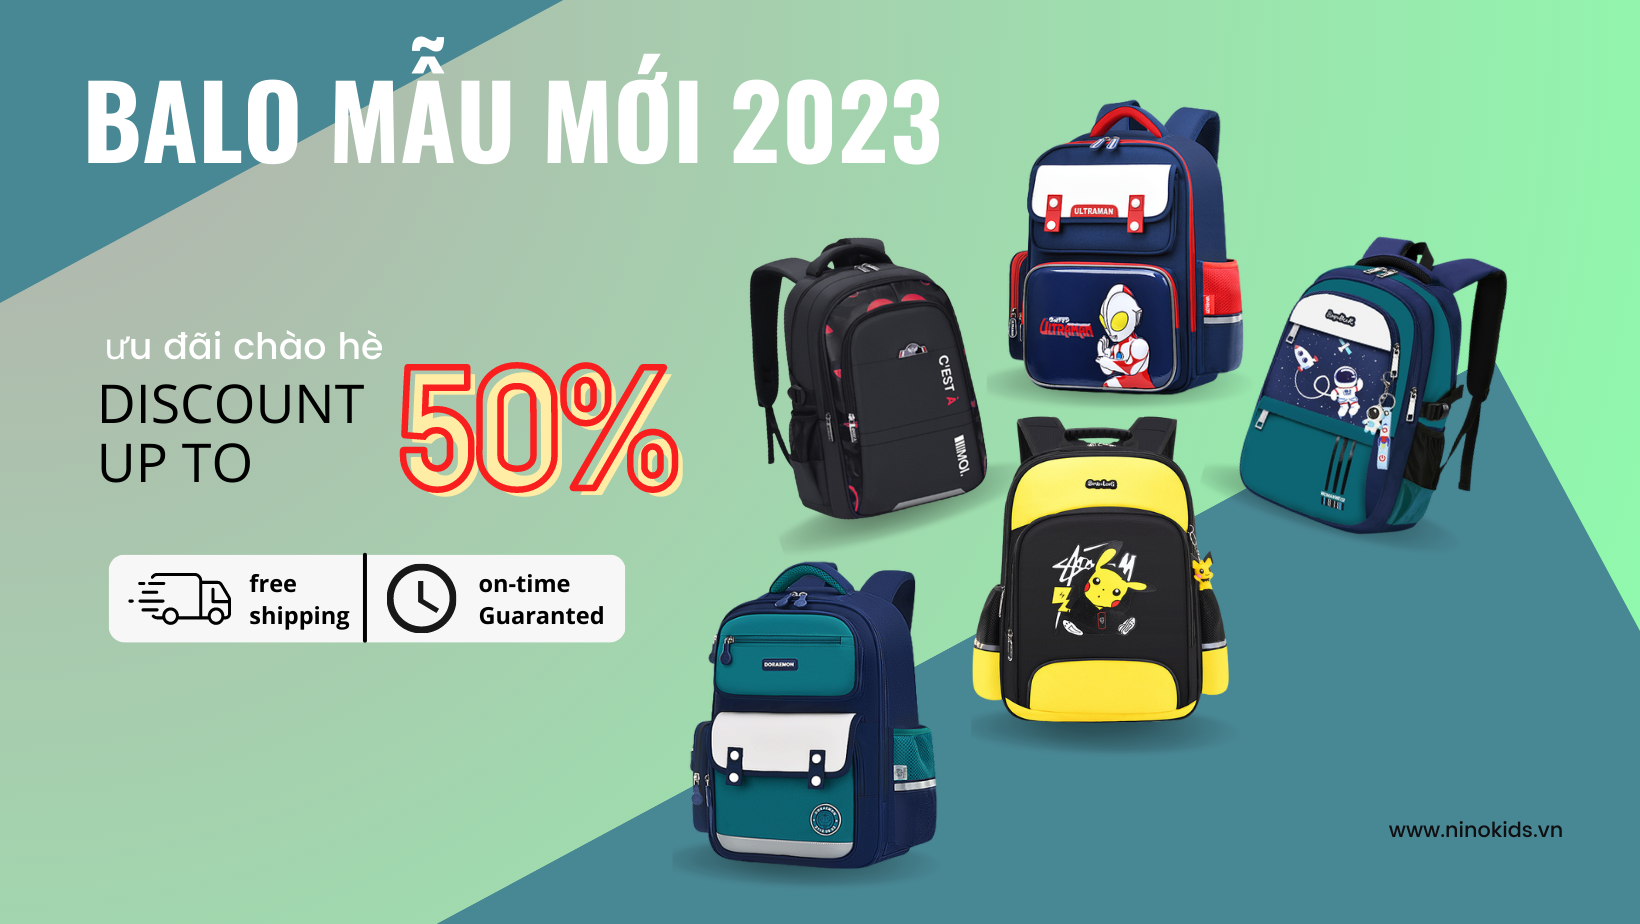 BALO MẪU MỚI 2023
ưu đãi chào hè
DISCOUNT
UP TO
50%
free
shipping
on-time
Guaranted
ULTRAMAN
ULTRAMAN
C'EST À
MOI.
DORAEMON
www.ninokids.vn